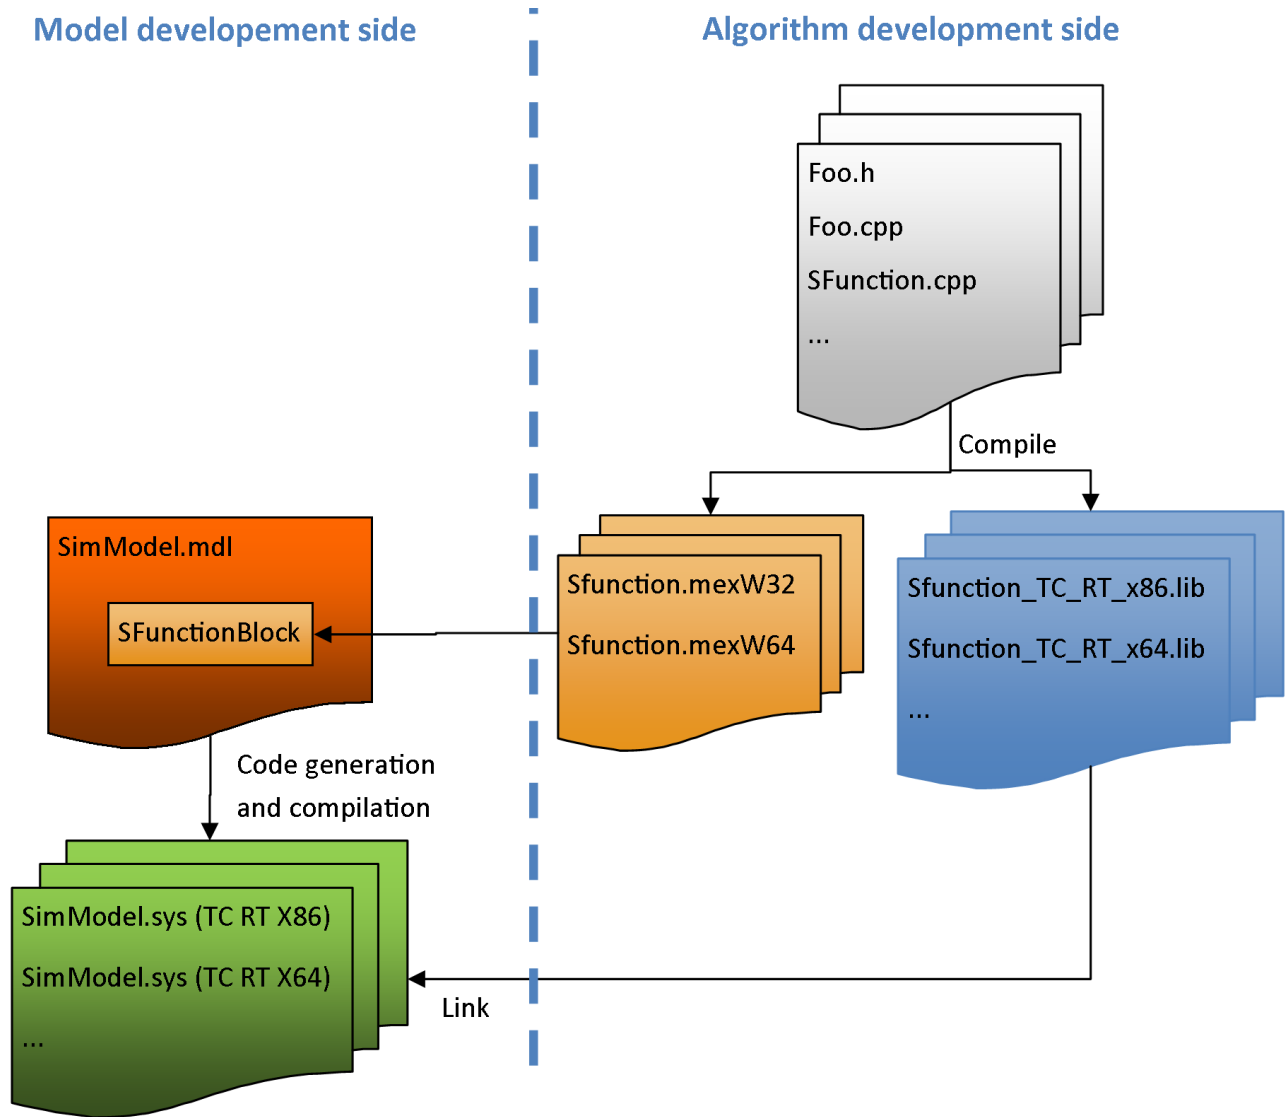 Model developement side
Algorithm development side
Foo.h
Foo.cpp
SFunction.cpp
...
Compile
SimModel.mdl
SFunctionBlock
Sfunction.mexW32
Sfunction.mexW64
Sfunction_TC_RT_x86.lib
Sfunction_TC_RT_x64.lib
...
Code generation
and compilation
SimModel.sys (TC RT X86)
SimModel.sys (TC RT X64)
...
Link